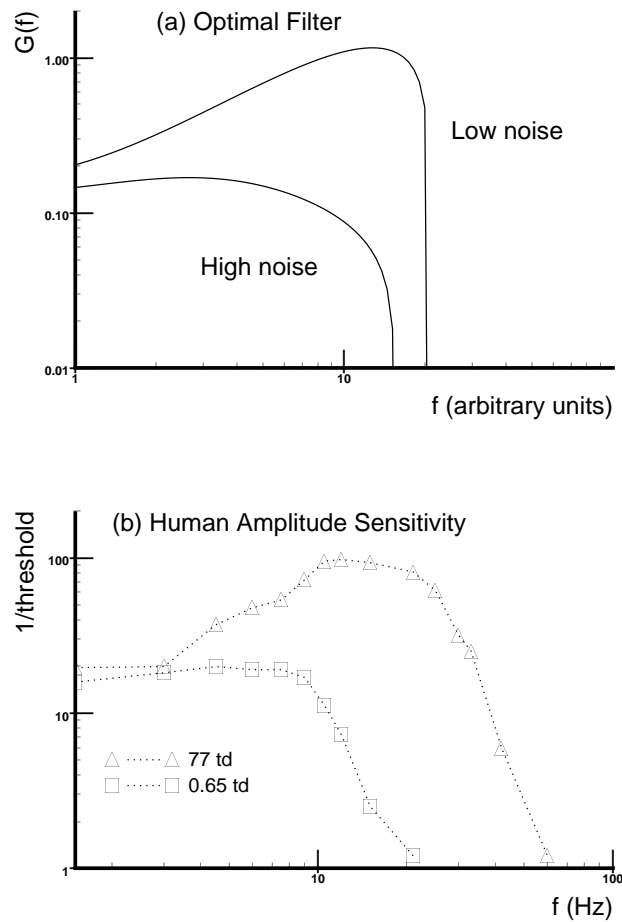 (a) Optimal Filter
G(f)
1.00
Low noise
0.10
High noise
0.01
1
10
f (arbitrary units)
(b) Human Amplitude Sensitivity
1/threshold
100
10
77 td
0.65 td
1
10
100
f (Hz)